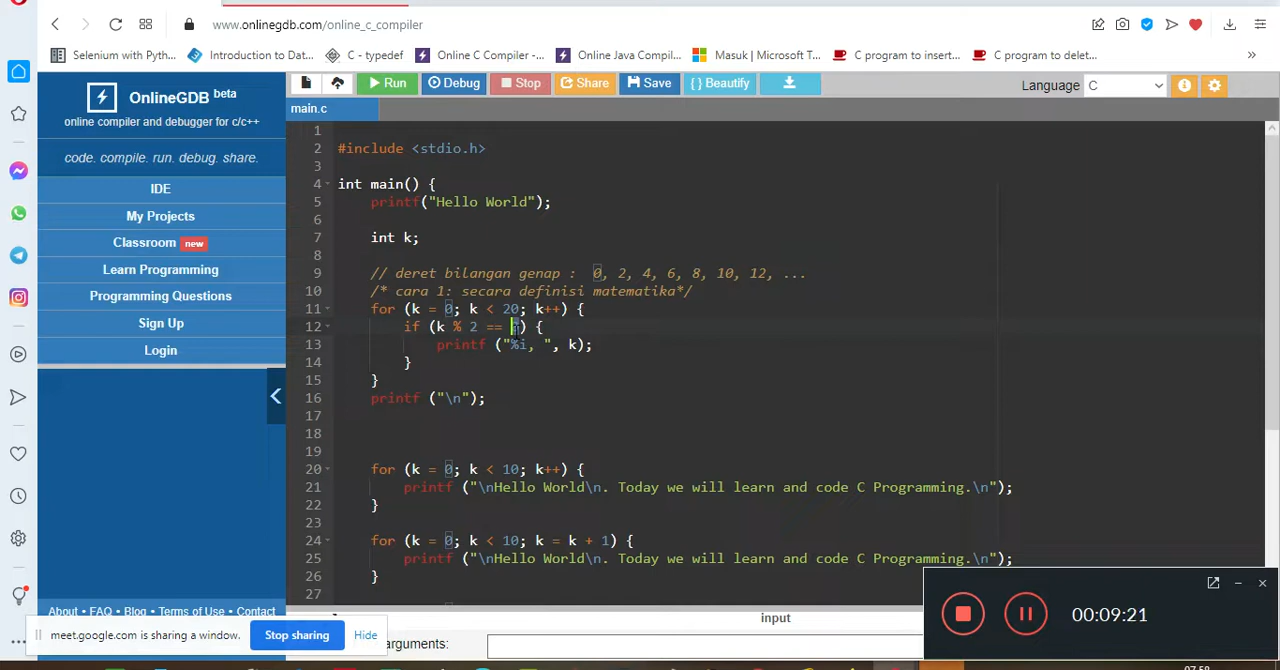 www.onlinegdb.com/online_c_compiler
Selenium with Pyth...
Introduction to Dat...
C - typedef
Online C Compiler -...
Online Java Compil...
Masuk | Microsoft T...
C program to insert...
C program to delet...
»
OnlineGDB beta
online compiler and debugger for c/c++
code. compile. run. debug. share.
IDE
My Projects
Classroom new
Learn Programming
Programming Questions
Sign Up
Login
About • FAQ • Blog • Terms of Use • Contact
Run
Debug
Stop
Share
Save
{ } Beautify
Language C
main.c
1
2 #include <stdio.h>
3
4 int main() {
5 printf("Hello World");
6
7 int k;
8
9 // deret bilangan genap :  0, 2, 4, 6, 8, 10, 12, ...
10 /* cara 1: secara definisi matematika*/
11 for (k = 0; k < 20; k++) {
12 if (k % 2 == ) {
13 printf ("%i, ", k);
14 }
15 }
16 printf ("\n");
17
18
19
20 for (k = 0; k < 10; k++) {
21 printf ("\nHello World\n. Today we will learn and code C Programming.\n");
22 }
23
24 for (k = 0; k < 10; k = k + 1) {
25 printf ("\nHello World\n. Today we will learn and code C Programming.\n");
26 }
27
input
arguments:
meet.google.com is sharing a window.
Stop sharing
Hide
00:09:21